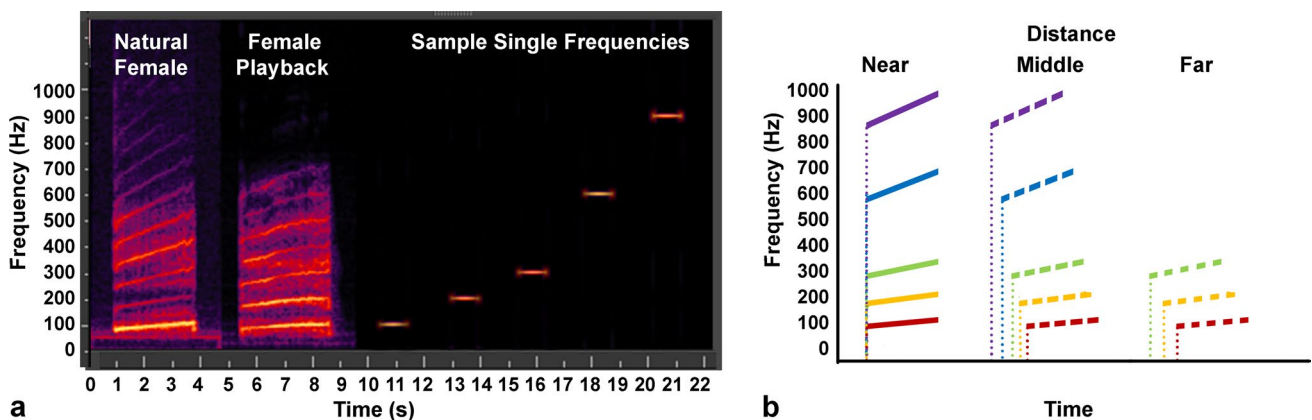 Natural
Female
Female
Playback
Sample Single Frequencies
Frequency (Hz)
1000
900
800
700
600
500
400
300
200
100
0
0 1 2 3 4 5 6 7 8 9 10 11 12 13 14 15 16 17 18 19 20 21 22
Time (s)
a
Distance
Near Middle Far
Frequency (Hz)
1000
900
800
700
600
500
400
300
200
100
0
b
Time